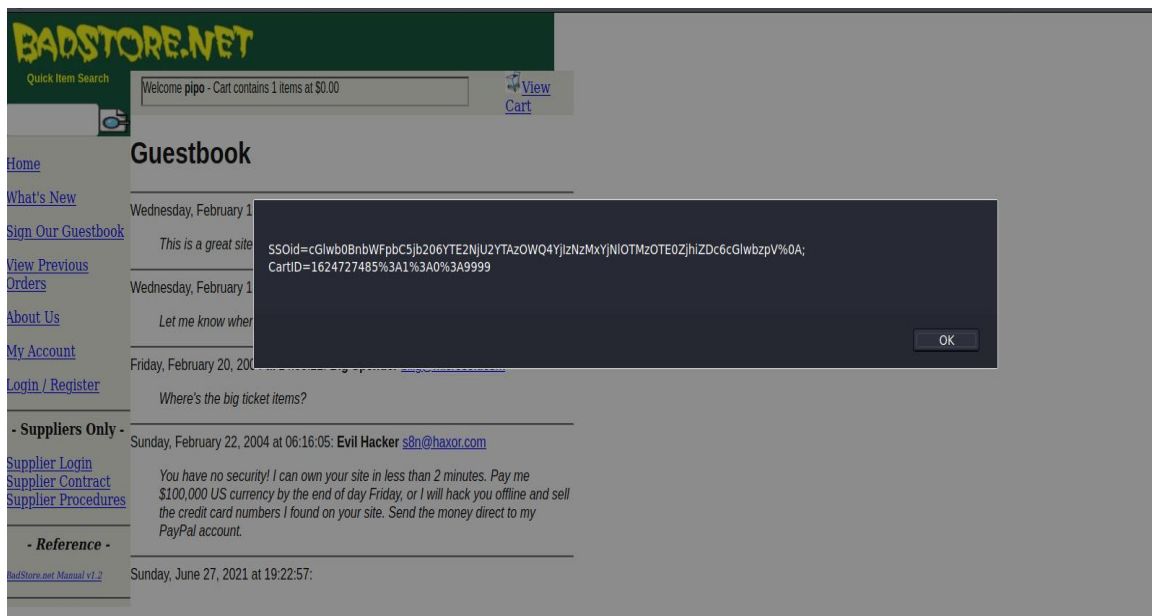 BADSTORE.NET
Quick Item Search
Welcome pipo - Cart contains 1 items at $0.00
View
Cart
Guestbook
Home
What's New
Sign Our Guestbook
View Previous
Orders
About Us
My Account
Login / Register
- Suppliers Only -
Supplier Login
Supplier Contract
Supplier Procedures
- Reference -
BadStore.net Manual v1.2
Wednesday, February 1
This is a great site
Wednesday, February 1
Let me know wher
Friday, February 20, 200
Where's the big ticket items?
Sunday, February 22, 2004 at 06:16:05: Evil Hacker s8n@haxor.com
You have no security! I can own your site in less than 2 minutes. Pay me
$100,000 US currency by the end of day Friday, or I will hack you offline and sell
the credit card numbers I found on your site. Send the money direct to my
PayPal account.
Sunday, June 27, 2021 at 19:22:57:
SSOid=cGlwb0BnbWFpbC5jb206YTE2NjU2YTAzOWQ4YjIzNzMxYjNlOTMzOTE0ZjhiZDc6cGlwbzpV%0A;
CartID=1624727485%3A1%3A0%3A9999
OK